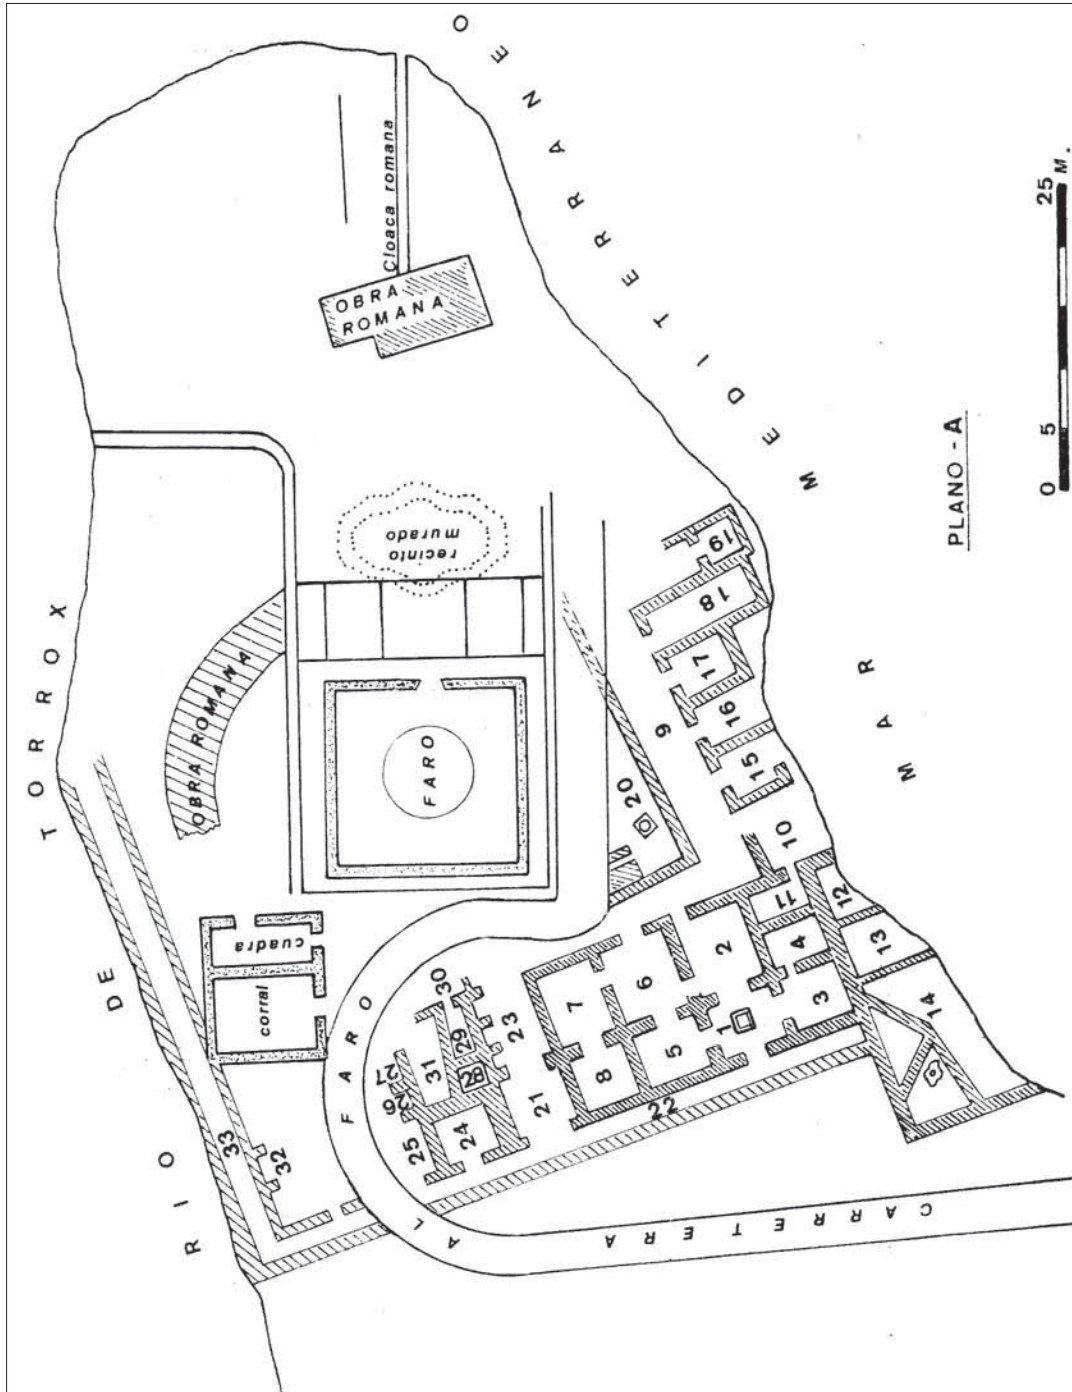 RIO DE TORROX
MAR MEDITERRANEO
Cloaca romana
OBRA
ROMANA
recinto
murado
OBRA ROMANA
FARO
cuadra
corral
CARRETERA AL FARO
1
2
3
4
5
6
7
8
9
10
11
12
13
14
15
16
17
18
19
20
21
22
23
24
25
26
27
28
29
30
31
32
33
PLANO - A
0 5 25 M.